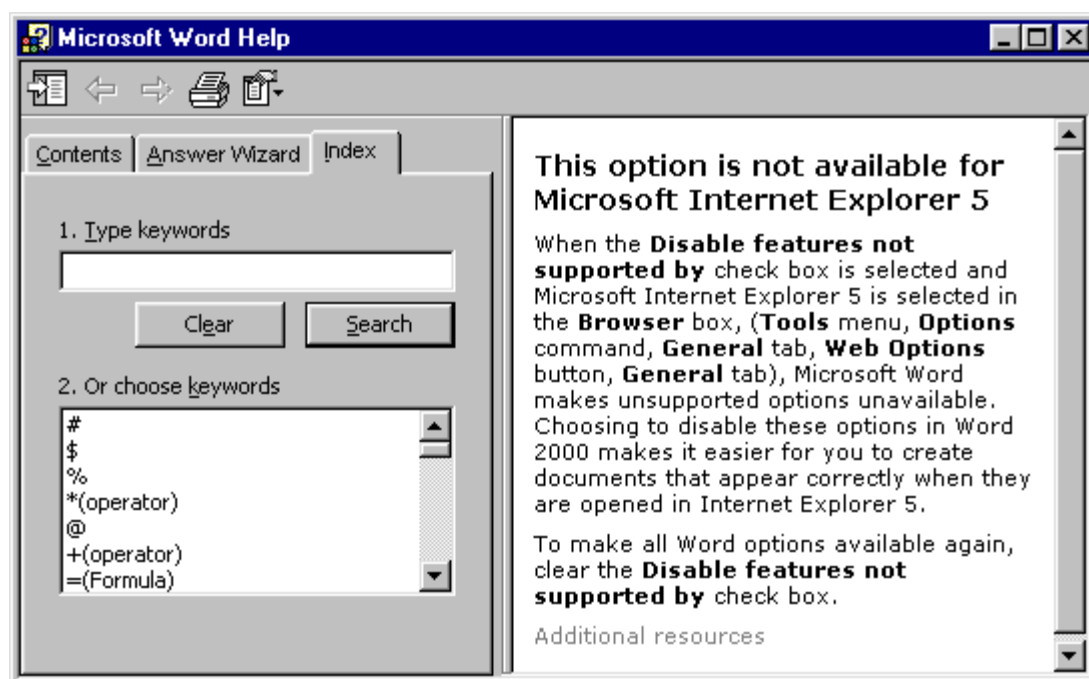 Microsoft Word Help
Contents
Answer Wizard
Index
1. Type keywords
Clear
Search
2. Or choose keywords
#
$
%
*(operator)
@
+(operator)
=(Formula)
This option is not available for
Microsoft Internet Explorer 5
When the Disable features not
supported by check box is selected and
Microsoft Internet Explorer 5 is selected in
the Browser box, (Tools menu, Options
command, General tab, Web Options
button, General tab), Microsoft Word
makes unsupported options unavailable.
Choosing to disable these options in Word
2000 makes it easier for you to create
documents that appear correctly when they
are opened in Internet Explorer 5.
To make all Word options available again,
clear the Disable features not
supported by check box.
Additional resources